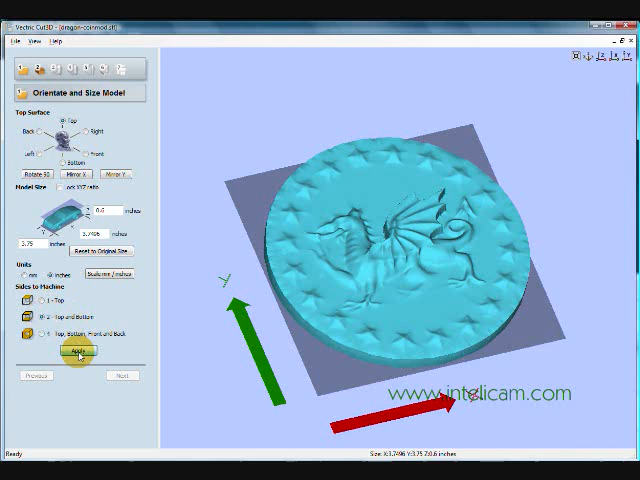 Vectric Cut3D - [dragon-coinmod.stl]
File View Help
1 Orientate and Size Model
Top Surface
Top
Back Right
Left Front
Bottom
Rotate 90 Mirror X Mirror Y
Model Size lock XYZ ratio
Z 0.6 inches
Y X 3.7496 inches
3.75 inches Reset to Original Size
Units
mm inches Scale mm / inches
Sides to Machine
1 - Top
2 - Top and Bottom
4 - Top, Bottom, Front and Back
Apply
Previous Next
www.intelicam.com
Ready Size: X:3.7496 Y:3.75 Z:0.6 inches